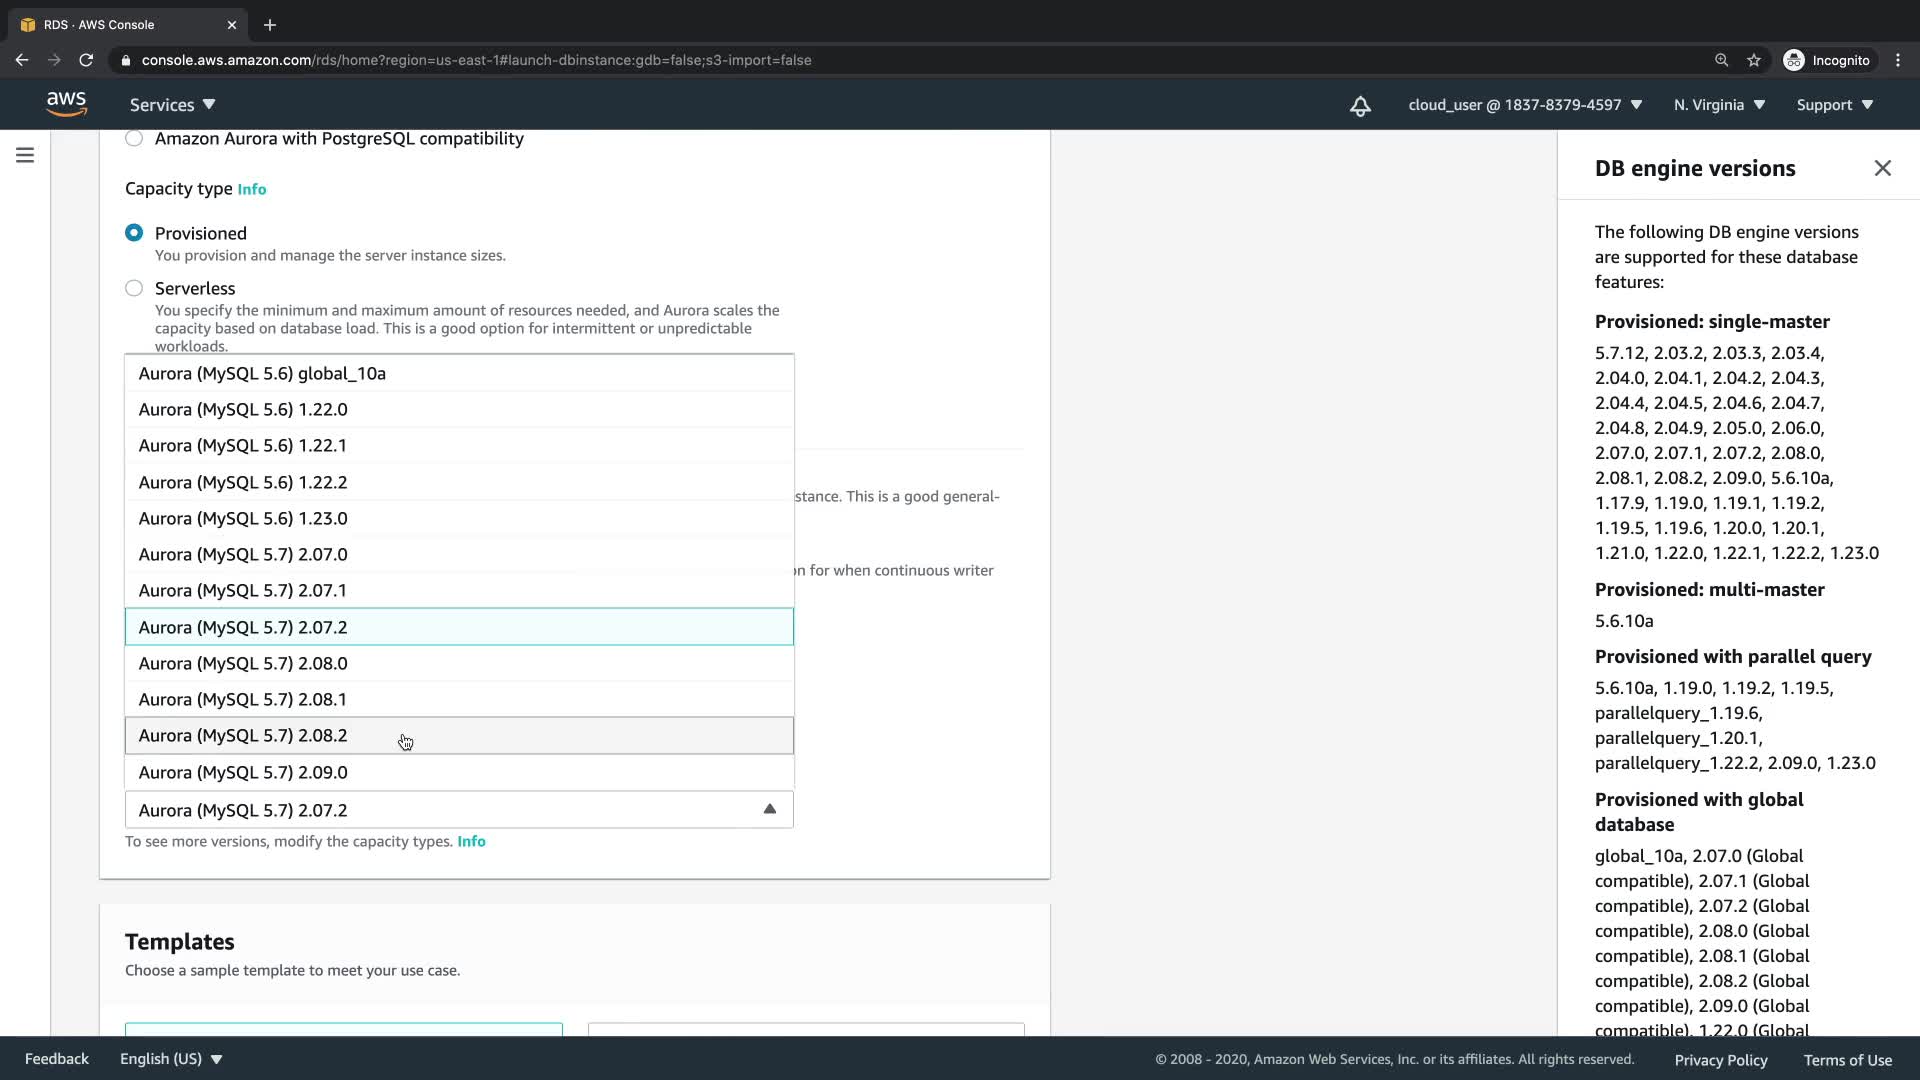 RDS · AWS Console
console.aws.amazon.com/rds/home?region=us-east-1#launch-dbinstance:gdb=false;s3-import=false
Incognito
aws
Services
cloud_user @ 1837-8379-4597
N. Virginia
Support
Amazon Aurora with PostgreSQL compatibility
Capacity type Info
Provisioned
You provision and manage the server instance sizes.
Serverless
You specify the minimum and maximum amount of resources needed, and Aurora scales the
capacity based on database load. This is a good option for intermittent or unpredictable
workloads.
Aurora (MySQL 5.6) global_10a
Aurora (MySQL 5.6) 1.22.0
Aurora (MySQL 5.6) 1.22.1
Aurora (MySQL 5.6) 1.22.2
stance. This is a good general-
Aurora (MySQL 5.6) 1.23.0
Aurora (MySQL 5.7) 2.07.0
n for when continuous writer
Aurora (MySQL 5.7) 2.07.1
Aurora (MySQL 5.7) 2.07.2
Aurora (MySQL 5.7) 2.08.0
Aurora (MySQL 5.7) 2.08.1
Aurora (MySQL 5.7) 2.08.2
Aurora (MySQL 5.7) 2.09.0
Aurora (MySQL 5.7) 2.07.2
To see more versions, modify the capacity types. Info
Templates
Choose a sample template to meet your use case.
DB engine versions
The following DB engine versions
are supported for these database
features:
Provisioned: single-master
5.7.12, 2.03.2, 2.03.3, 2.03.4,
2.04.0, 2.04.1, 2.04.2, 2.04.3,
2.04.4, 2.04.5, 2.04.6, 2.04.7,
2.04.8, 2.04.9, 2.05.0, 2.06.0,
2.07.0, 2.07.1, 2.07.2, 2.08.0,
2.08.1, 2.08.2, 2.09.0, 5.6.10a,
1.17.9, 1.19.0, 1.19.1, 1.19.2,
1.19.5, 1.19.6, 1.20.0, 1.20.1,
1.21.0, 1.22.0, 1.22.1, 1.22.2, 1.23.0
Provisioned: multi-master
5.6.10a
Provisioned with parallel query
5.6.10a, 1.19.0, 1.19.2, 1.19.5,
parallelquery_1.19.6,
parallelquery_1.20.1,
parallelquery_1.22.2, 2.09.0, 1.23.0
Provisioned with global
database
global_10a, 2.07.0 (Global
compatible), 2.07.1 (Global
compatible), 2.07.2 (Global
compatible), 2.08.0 (Global
compatible), 2.08.1 (Global
compatible), 2.08.2 (Global
compatible), 2.09.0 (Global
compatible), 1.22.0 (Global
Feedback
English (US)
© 2008 - 2020, Amazon Web Services, Inc. or its affiliates. All rights reserved.
Privacy Policy
Terms of Use